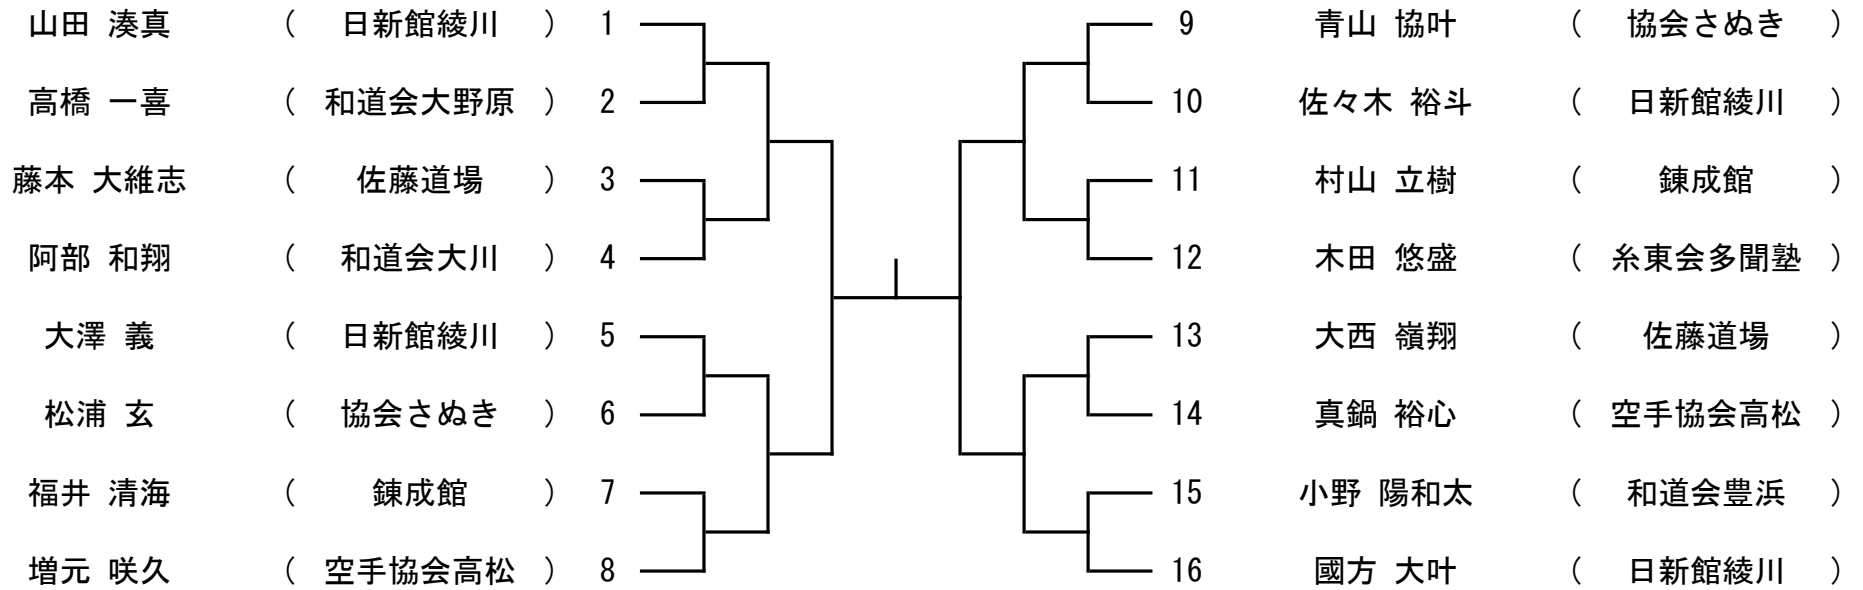 山田 湊真 ( 日新館綾川 ) 1
高橋 一喜 ( 和道会大野原 ) 2
藤本 大維志 ( 佐藤道場 ) 3
阿部 和翔 ( 和道会大川 ) 4
大澤 義 ( 日新館綾川 ) 5
松浦 玄 ( 協会さぬき ) 6
福井 清海 ( 錬成館 ) 7
増元 咲久 ( 空手協会高松 ) 8
9 青山 協叶 ( 協会さぬき )
10 佐々木 裕斗 ( 日新館綾川 )
11 村山 立樹 ( 錬成館 )
12 木田 悠盛 ( 糸東会多聞塾 )
13 大西 嶺翔 ( 佐藤道場 )
14 真鍋 裕心 ( 空手協会高松 )
15 小野 陽和太 ( 和道会豊浜 )
16 國方 大叶 ( 日新館綾川 )